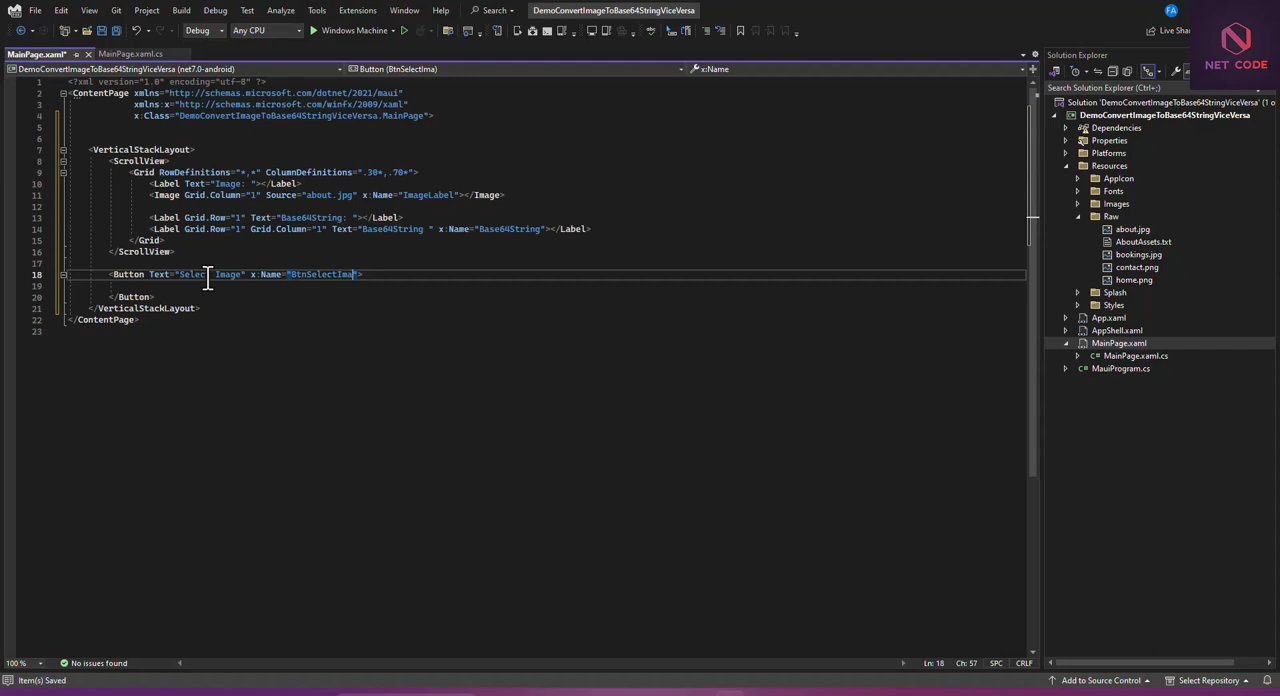 File Edit View Git Project Build Debug Test Analyze Tools Extensions Window Help Search DemoConvertImageToBase64StringViceVersa FA
Debug Any CPU Windows Machine Live Shar
NET CODE
MainPage.xaml* MainPage.xaml.cs
DemoConvertImageToBase64StringViceVersa (net7.0-android) Button (BtnSelectIma) x:Name
1 <?xml version="1.0" encoding="utf-8" ?>
2 <ContentPage xmlns="http://schemas.microsoft.com/dotnet/2021/maui"
3 xmlns:x="http://schemas.microsoft.com/winfx/2009/xaml"
4 x:Class="DemoConvertImageToBase64StringViceVersa.MainPage">
5
6
7 <VerticalStackLayout>
8 <ScrollView>
9 <Grid RowDefinitions="*,*" ColumnDefinitions=".30*,.70*">
10 <Label Text="Image: "></Label>
11 <Image Grid.Column="1" Source="about.jpg" x:Name="ImageLabel"></Image>
12
13 <Label Grid.Row="1" Text="Base64String: "></Label>
14 <Label Grid.Row="1" Grid.Column="1" Text="Base64String " x:Name="Base64String"></Label>
15 </Grid>
16 </ScrollView>
17
18 <Button Text="Selec Image" x:Name="BtnSelectIma">
19
20 </Button>
21 </VerticalStackLayout>
22 </ContentPage>
23
Solution Explorer
Search Solution Explorer (Ctrl+;)
Solution 'DemoConvertImageToBase64StringViceVersa' (1 o
DemoConvertImageToBase64StringViceVersa
Dependencies
Properties
Platforms
Resources
AppIcon
Fonts
Images
Raw
about.jpg
AboutAssets.txt
bookings.jpg
contact.png
home.png
Splash
Styles
App.xaml
AppShell.xaml
MainPage.xaml
C# MainPage.xaml.cs
C# MauiProgram.cs
100 % No issues found Ln: 18 Ch: 57 SPC CRLF
Item(s) Saved Add to Source Control Select Repository